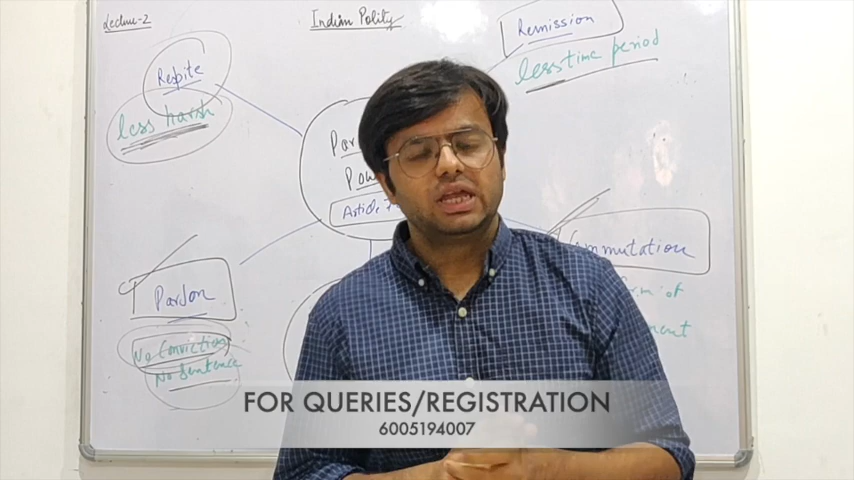 Lecture-2
Indian Polity
Remission
less time period
Respite
less harsh
Article
Commutation
Pardon
No Conviction
No Sentence
FOR QUERIES/REGISTRATION
6005194007